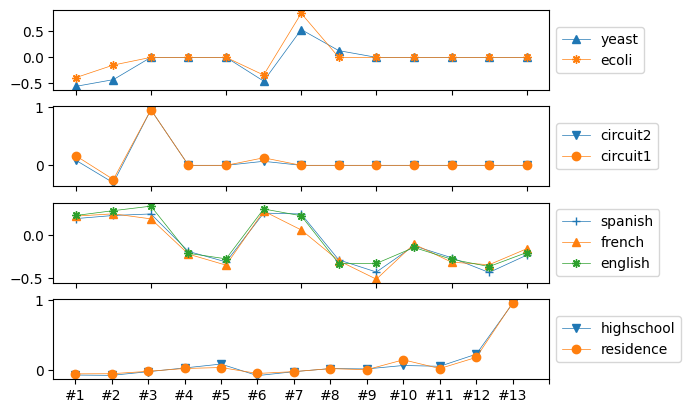 0.5
0.0
−0.5
yeast
ecoli
1
0
circuit2
circuit1
0.0
−0.5
spanish
french
english
1
0
highschool
residence
#1 #2 #3 #4 #5 #6 #7 #8 #9 #10 #11 #12 #13